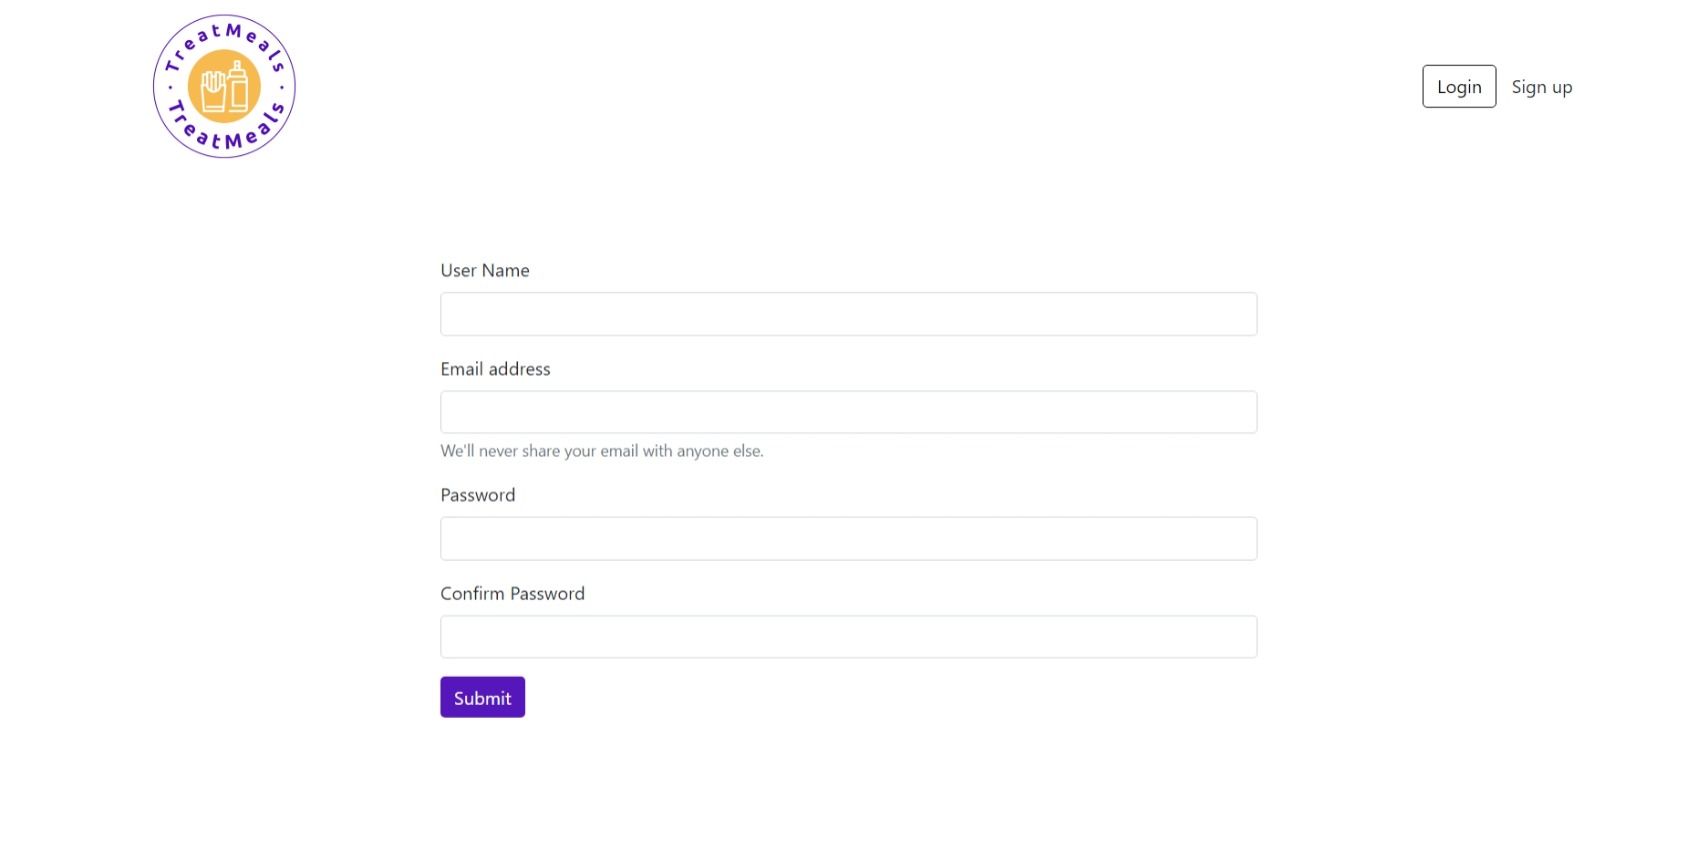 · TreatMeals · TreatMeals
Login
Sign up
User Name
Email address
We'll never share your email with anyone else.
Password
Confirm Password
Submit